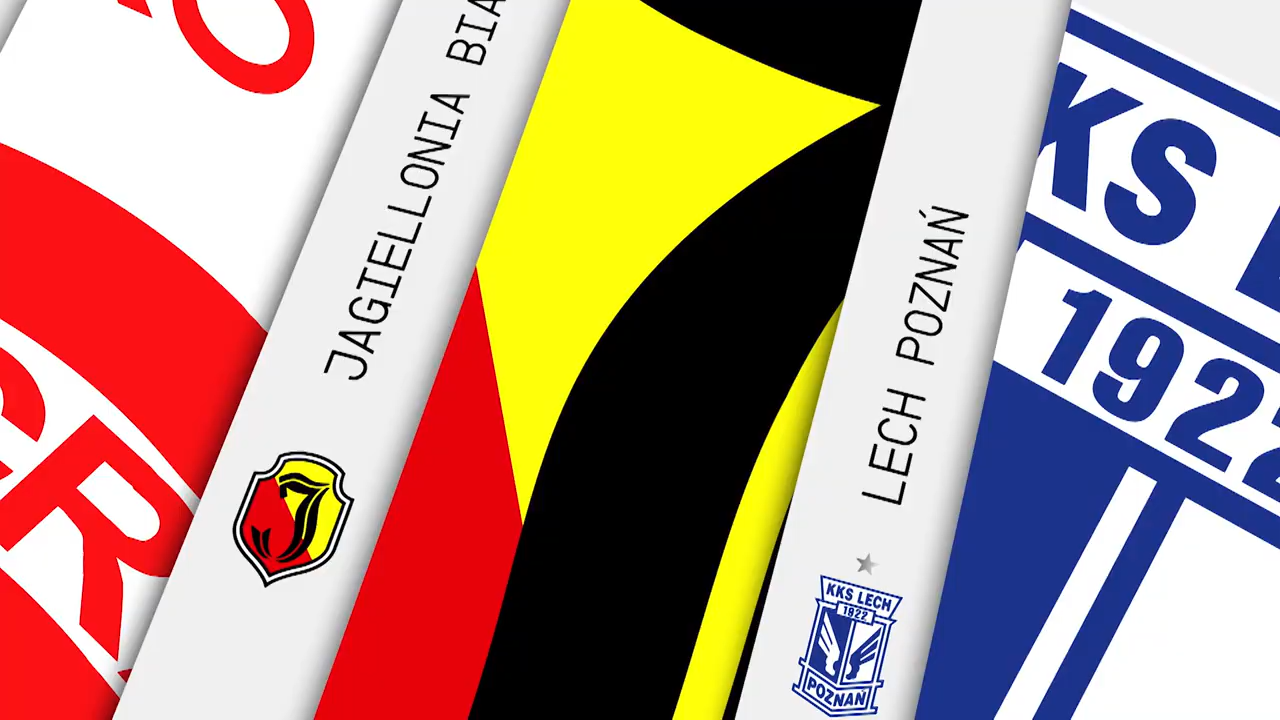 JAGIELLONIA BIA
LECH POZNAŃ
KKS LECH
1922
POZNAŃ
KS
1922